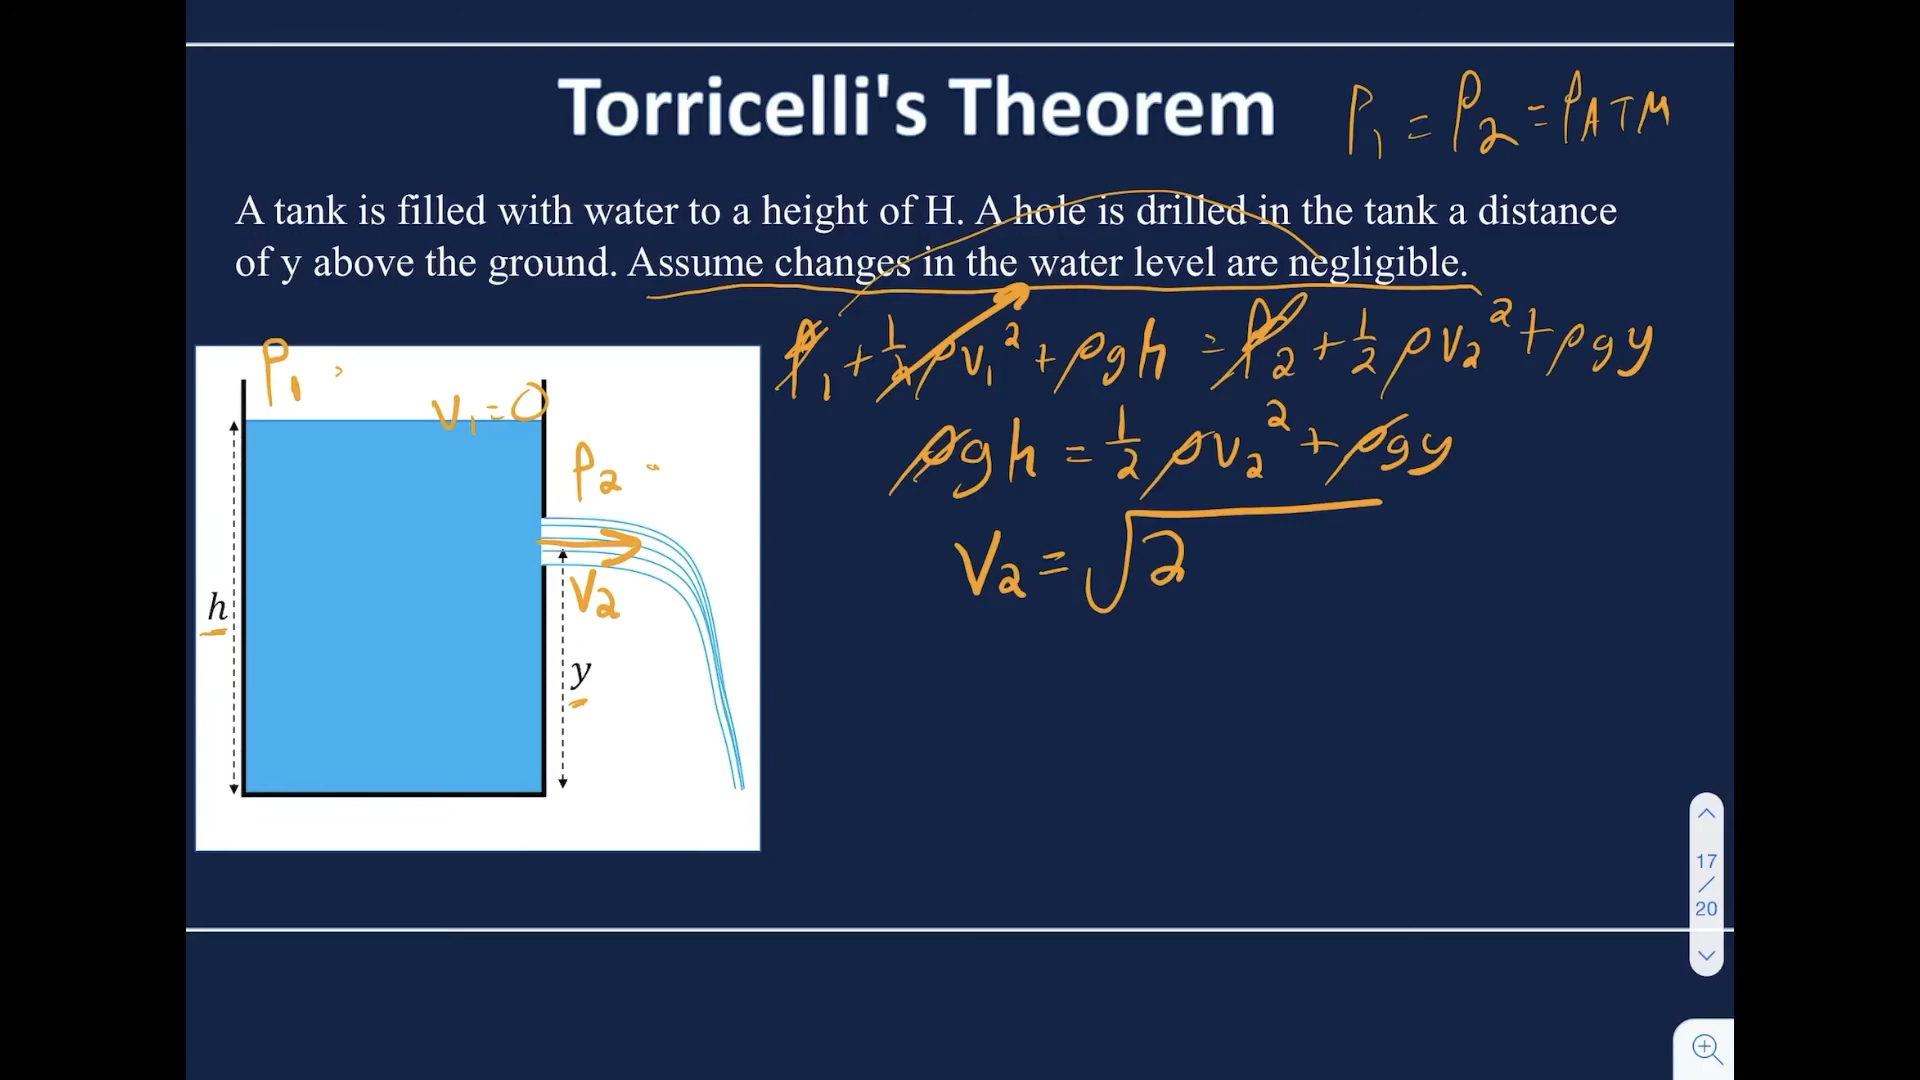 Torricelli's Theorem
P₁ = P₂ = PATM
A tank is filled with water to a height of H. A hole is drilled in the tank a distance
of y above the ground. Assume changes in the water level are negligible.
P₁ + ½ρv₁² + ρgh = P₂ + ½ρv₂² + ρgy
ρgh = ½ρv₂² + ρgy
V₂ = √2
P₁
V₁=0
P₂
V₂
h
y
17
/
20